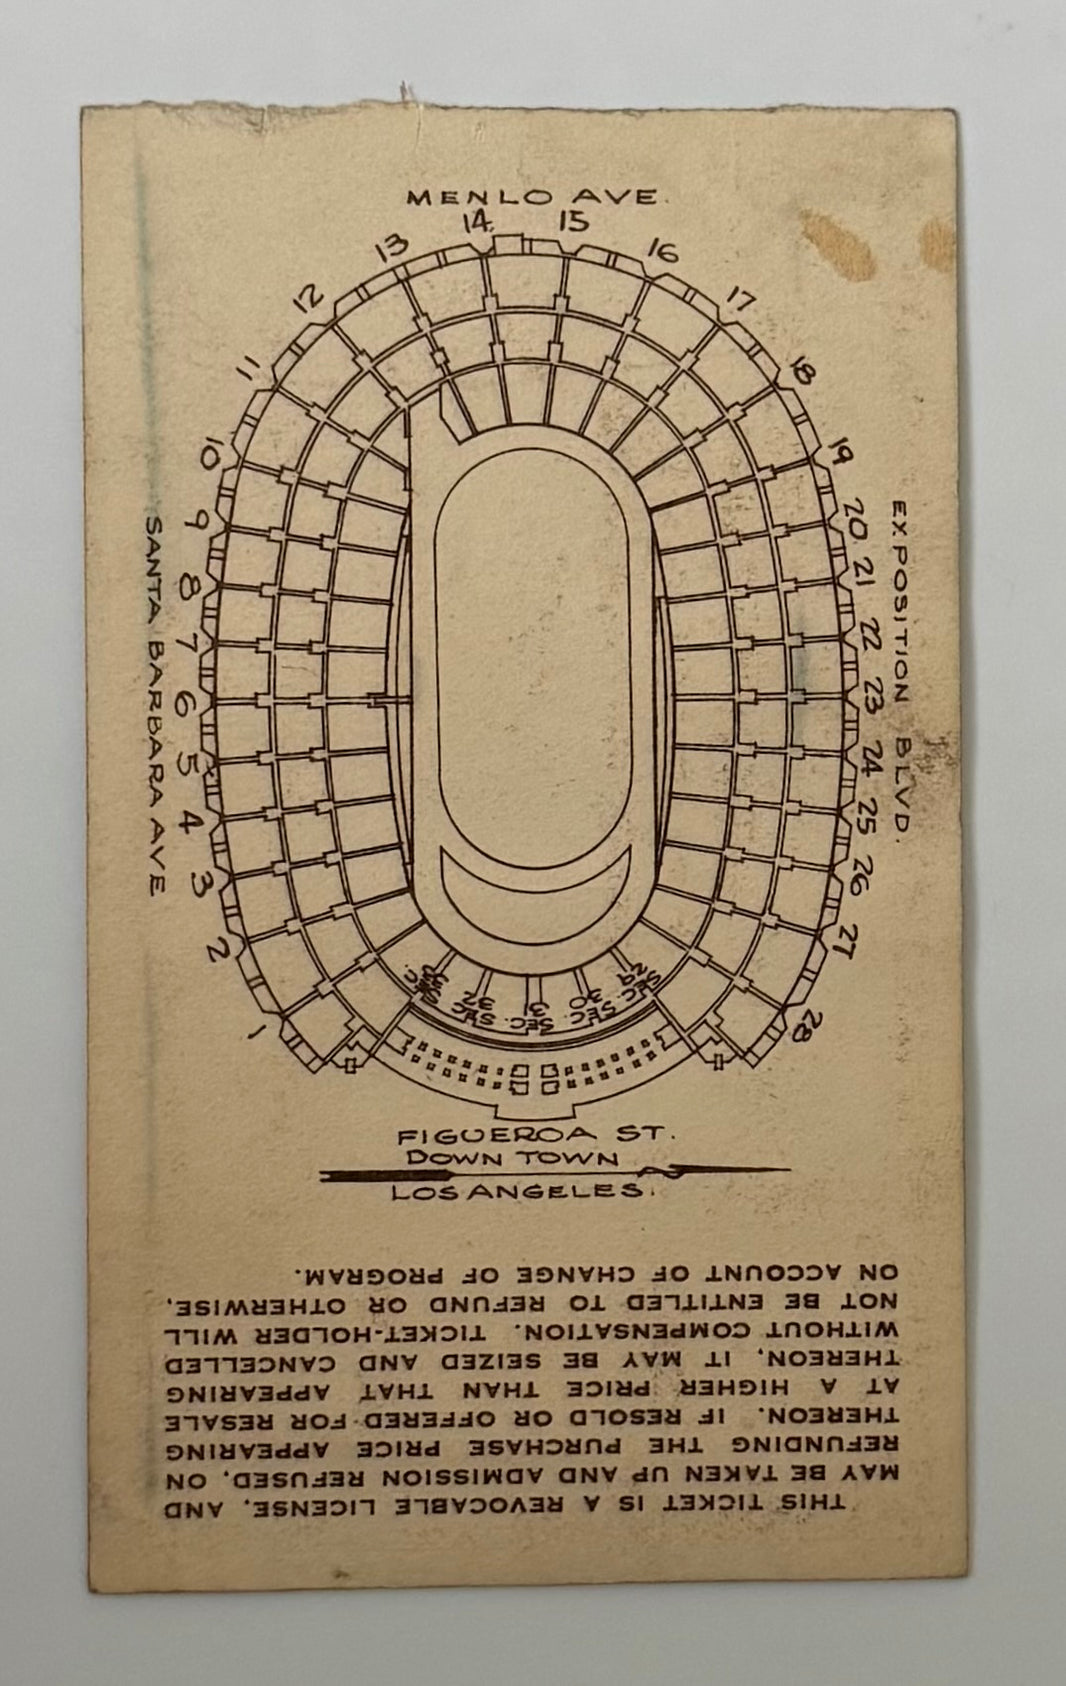 MENLO AVE.
14
15
13
16
12
17
11
18
10
19
9
20
8
21
7
22
6
23
5
24
4
25
3
26
2
27
1
28
SANTA BARBARA AVE
EXPOSITION BLVD.
SEC. 33
SEC. 32
SEC. 31
SEC. 30
SEC. 29
FIGUEROA ST.
DOWN TOWN
LOS ANGELES.
THIS TICKET IS A REVOCABLE LICENSE, AND
MAY BE TAKEN UP AND ADMISSION REFUSED, ON
REFUNDING THE PURCHASE PRICE APPEARING
THEREON. IF RESOLD OR OFFERED FOR RESALE
AT A HIGHER PRICE THAN THAT APPEARING
THEREON, IT MAY BE SEIZED AND CANCELLED
WITHOUT COMPENSATION. TICKET-HOLDER WILL
NOT BE ENTITLED TO REFUND OR OTHERWISE,
ON ACCOUNT OF CHANGE OF PROGRAM.